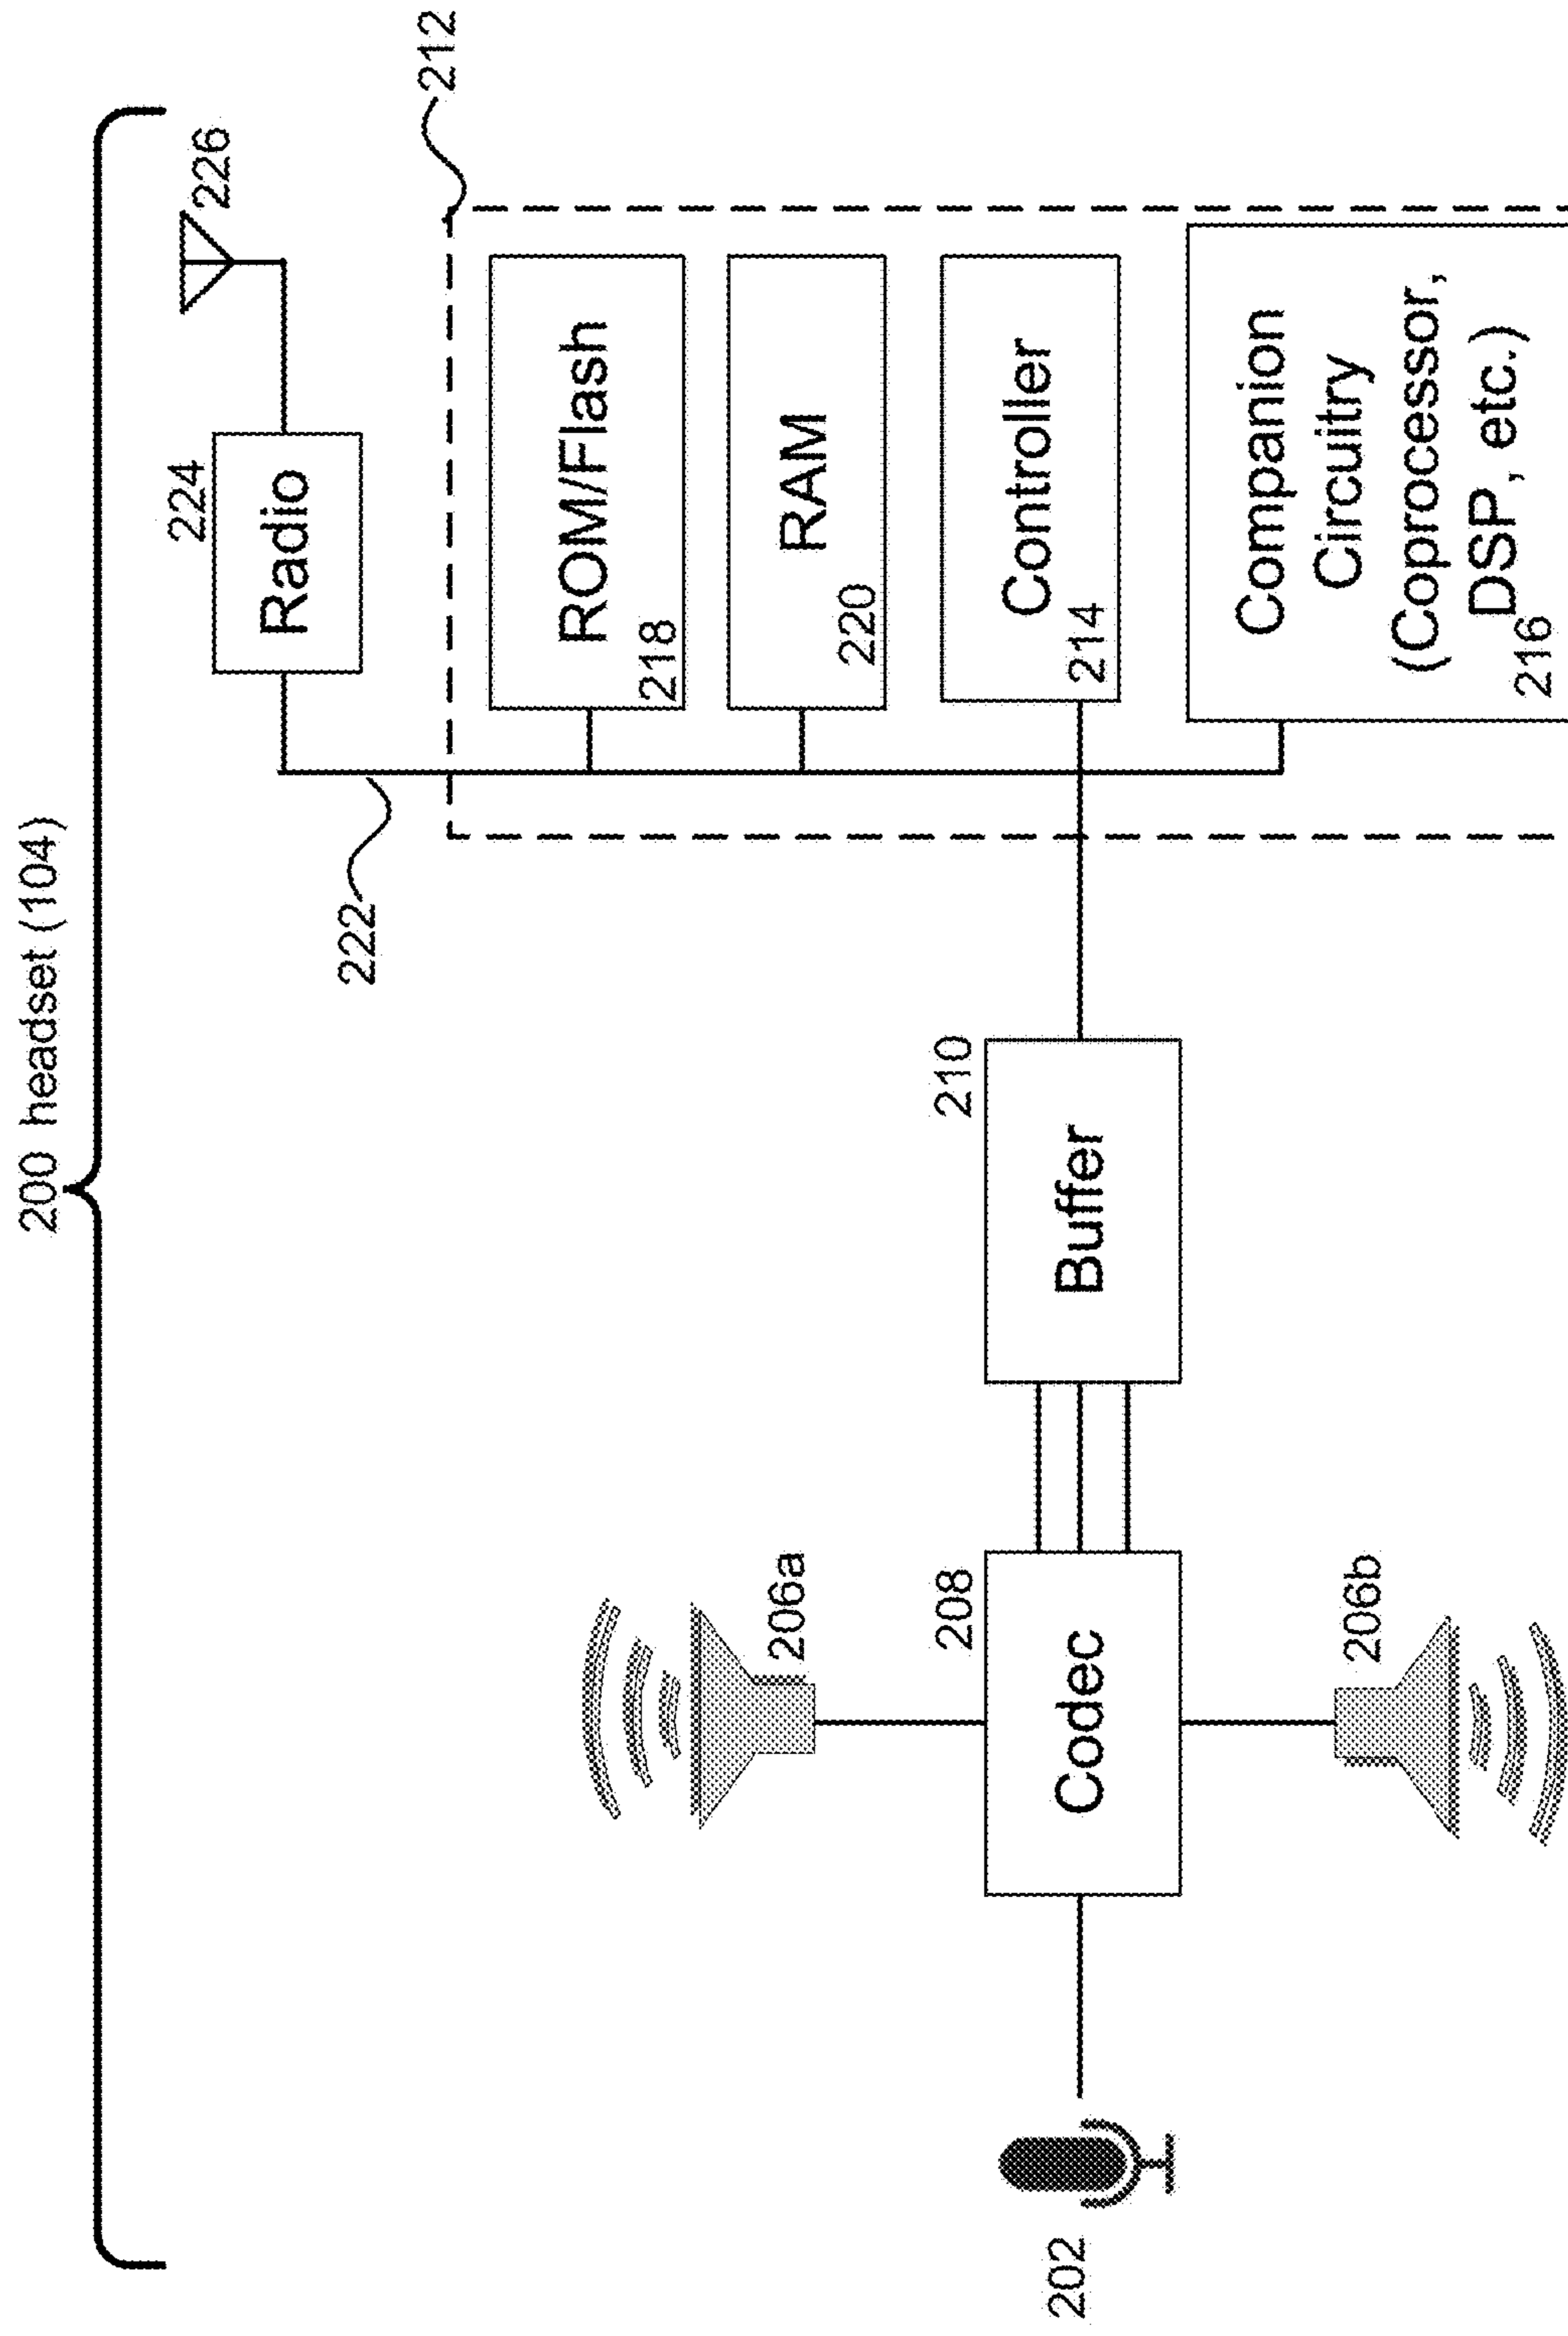 200 headset (104)
212
226
224
Radio
222
ROM/Flash
218
RAM
220
Controller
214
Companion
Circuitry
(Coprocessor,
DSP, etc.)
216
210
Buffer
206a
208
Codec
206b
202